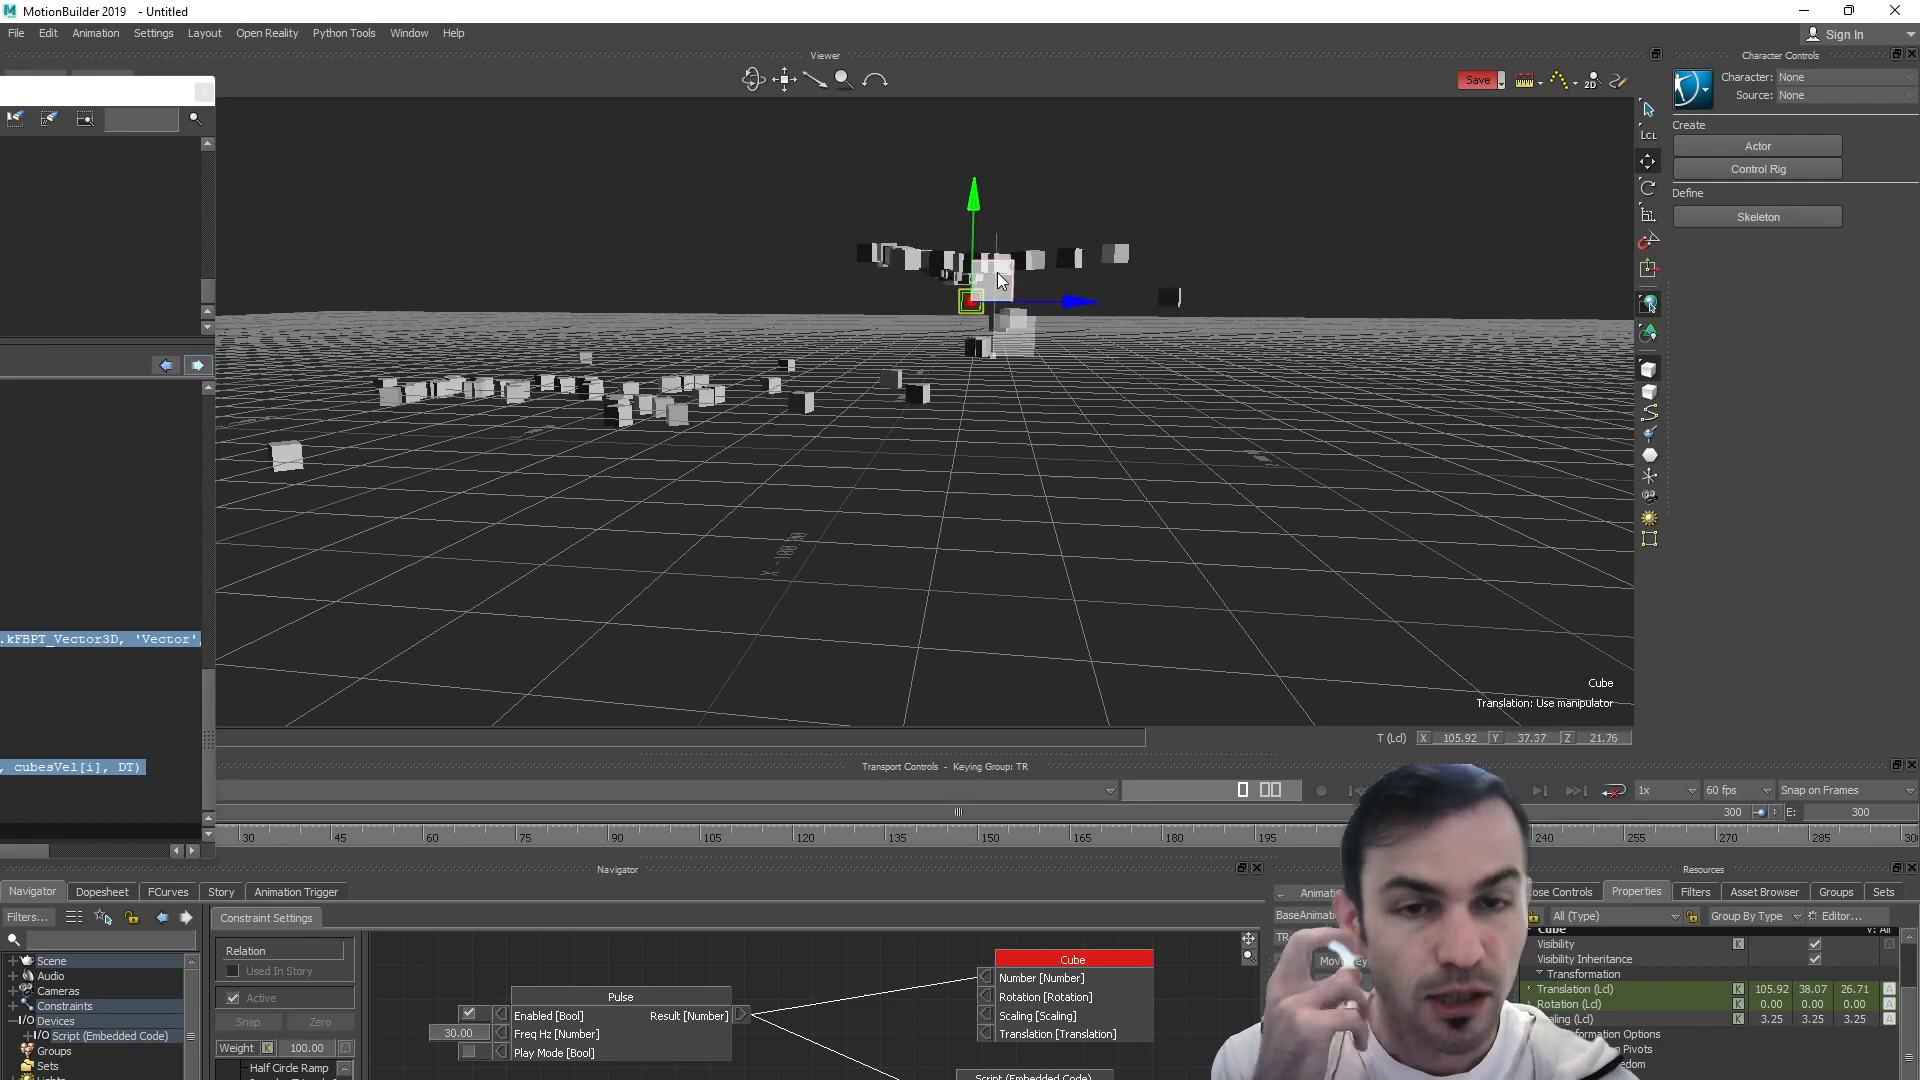 MotionBuilder 2019 - Untitled
File Edit Animation Settings Layout Open Reality Python Tools Window Help
Sign In
Viewer
Character Controls
Save
2D
Character: None
Source: None
Create
LCL
Actor
Control Rig
Define
Skeleton
.kFBPT_Vector3D, 'Vector',
Cube
Translation: Use manipulator
T (Lcl) X 105.92 Y 37.37 Z 21.76
, cubesVel[i], DT)
Transport Controls - Keying Group: TR
1x 60 fps Snap on Frames
300 E: 300
30 45 60 75 90 105 120 135 150 165 180 195 240 255 270 285 300
Navigator
Resources
Navigator Dopesheet FCurves Story Animation Trigger
Properties Filters Asset Browser Groups Sets
Filters... Constraint Settings
All (Type) Group By Type Editor...
Relation
Used In Story
Active
Snap Zero
Weight K 100.00 A
Half Circle Ramp
Scene
Audio
Cameras
Constraints
I/O Devices
I/O Script (Embedded Code)
Groups
Sets
Pulse
Enabled [Bool] Result [Number]
30.00 Freq Hz [Number]
Play Mode [Bool]
Cube
Number [Number]
Rotation [Rotation]
Scaling [Scaling]
Translation [Translation]
Script (Embedded Code)
TR
Cube
Visibility K A
Visibility Inheritance
Transformation
Translation (Lcl) K 105.92 38.07 26.71 A
Rotation (Lcl) K 0.00 0.00 0.00 A
K 3.25 3.25 3.25 A